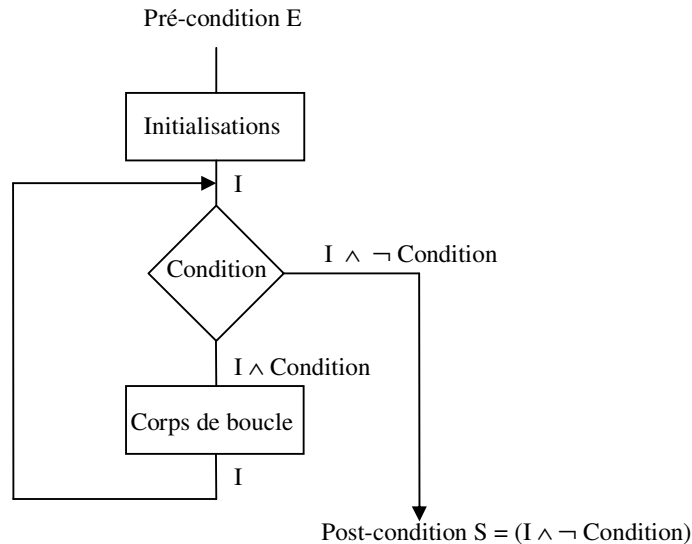 Pré-condition E
Initialisations
I
Condition
I ∧ ¬ Condition
I ∧ Condition
Corps de boucle
I
Post-condition S = (I ∧ ¬ Condition)